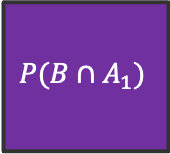 P(B ∩ A₁)